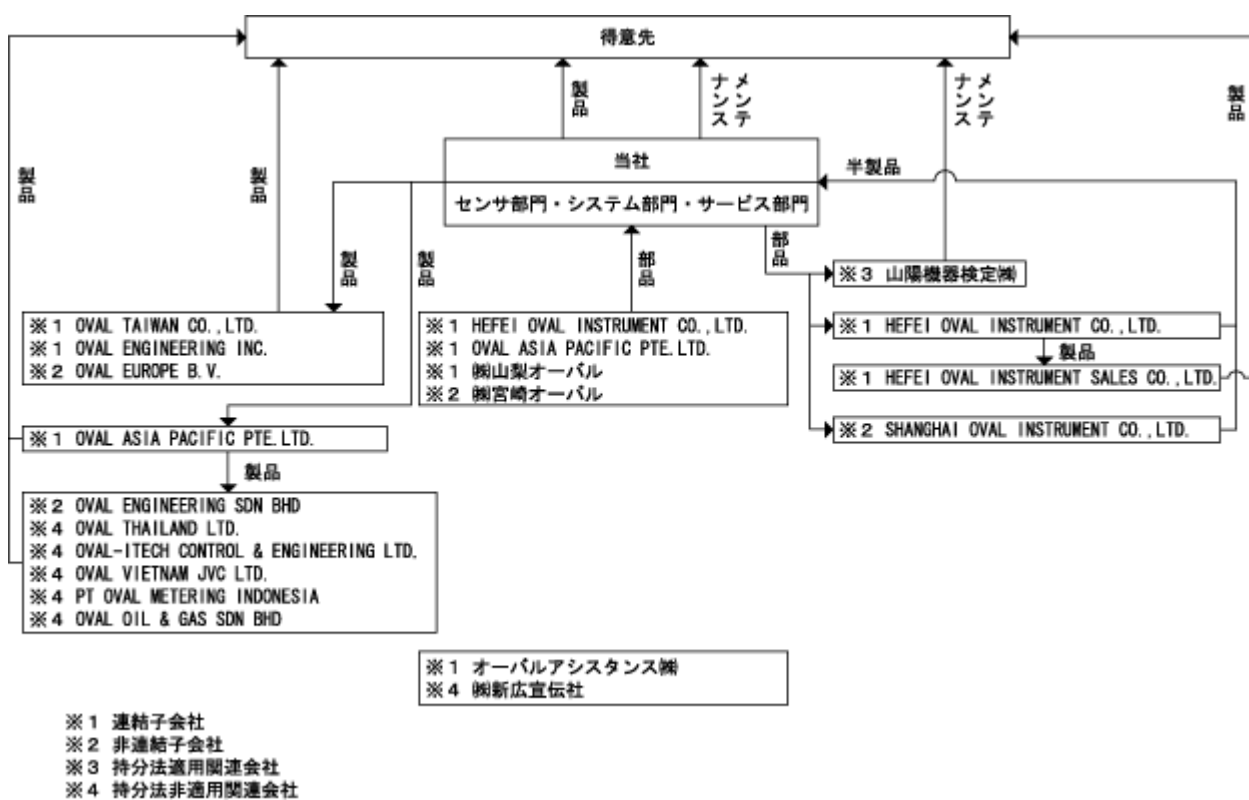 得意先
製品
メンテナンス
メンテナンス
製品
製品
製品
当社
センサ部門・システム部門・サービス部門
半製品
製品
製品
部品
部品
※3 山陽機器検定㈱
※1 OVAL TAIWAN CO.,LTD.
※1 OVAL ENGINEERING INC.
※2 OVAL EUROPE B.V.
※1 HEFEI OVAL INSTRUMENT CO.,LTD.
※1 OVAL ASIA PACIFIC PTE.LTD.
※1 ㈱山梨オーバル
※2 ㈱宮崎オーバル
※1 HEFEI OVAL INSTRUMENT CO.,LTD.
製品
※1 HEFEI OVAL INSTRUMENT SALES CO.,LTD.
※2 SHANGHAI OVAL INSTRUMENT CO.,LTD.
※1 OVAL ASIA PACIFIC PTE.LTD.
製品
※2 OVAL ENGINEERING SDN BHD
※4 OVAL THAILAND LTD.
※4 OVAL-ITECH CONTROL & ENGINEERING LTD.
※4 OVAL VIETNAM JVC LTD.
※4 PT OVAL METERING INDONESIA
※4 OVAL OIL & GAS SDN BHD
※1 オーバルアシスタンス㈱
※4 ㈱新広宣伝社
※1 連結子会社
※2 非連結子会社
※3 持分法適用関連会社
※4 持分法非適用関連会社